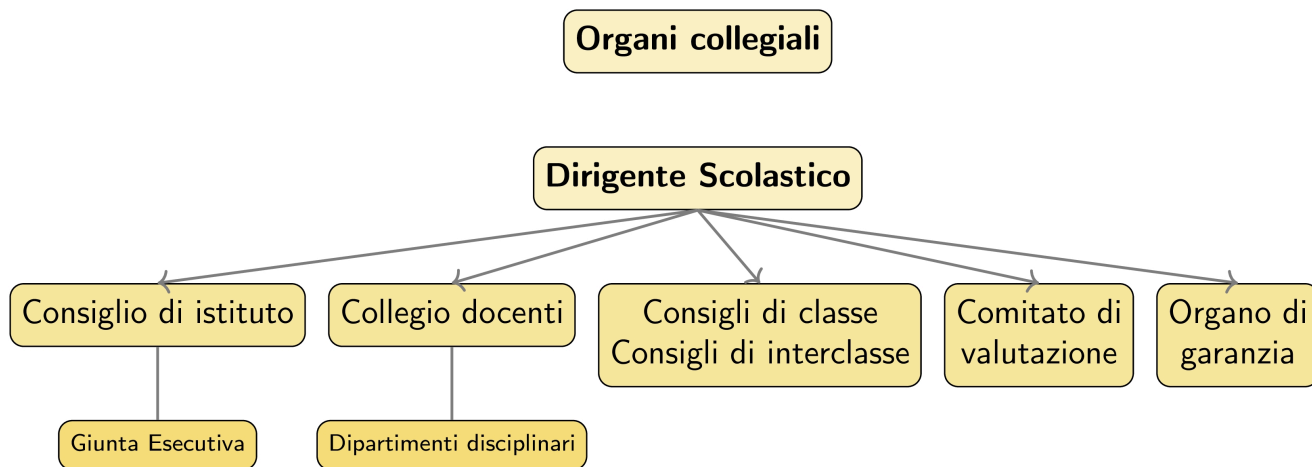 Organi collegiali
Dirigente Scolastico
Consiglio di istituto
Collegio docenti
Consigli di classe
Consigli di interclasse
Comitato di
valutazione
Organo di
garanzia
Giunta Esecutiva
Dipartimenti disciplinari